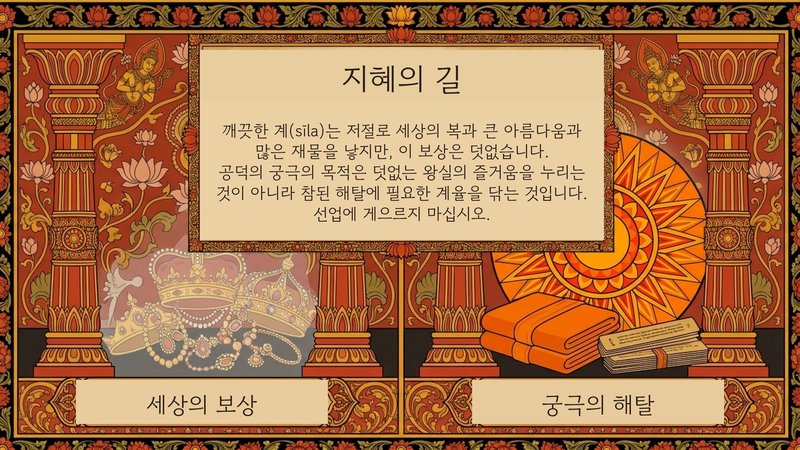 지혜의 길
깨끗한 계(sīla)는 저절로 세상의 복과 큰 아름다움과
많은 재물을 낳지만, 이 보상은 덧없습니다.
공덕의 궁극의 목적은 덧없는 왕실의 즐거움을 누리는
것이 아니라 참된 해탈에 필요한 계율을 닦는 것입니다.
선업에 게으르지 마십시오.
세상의 보상
궁극의 해탈